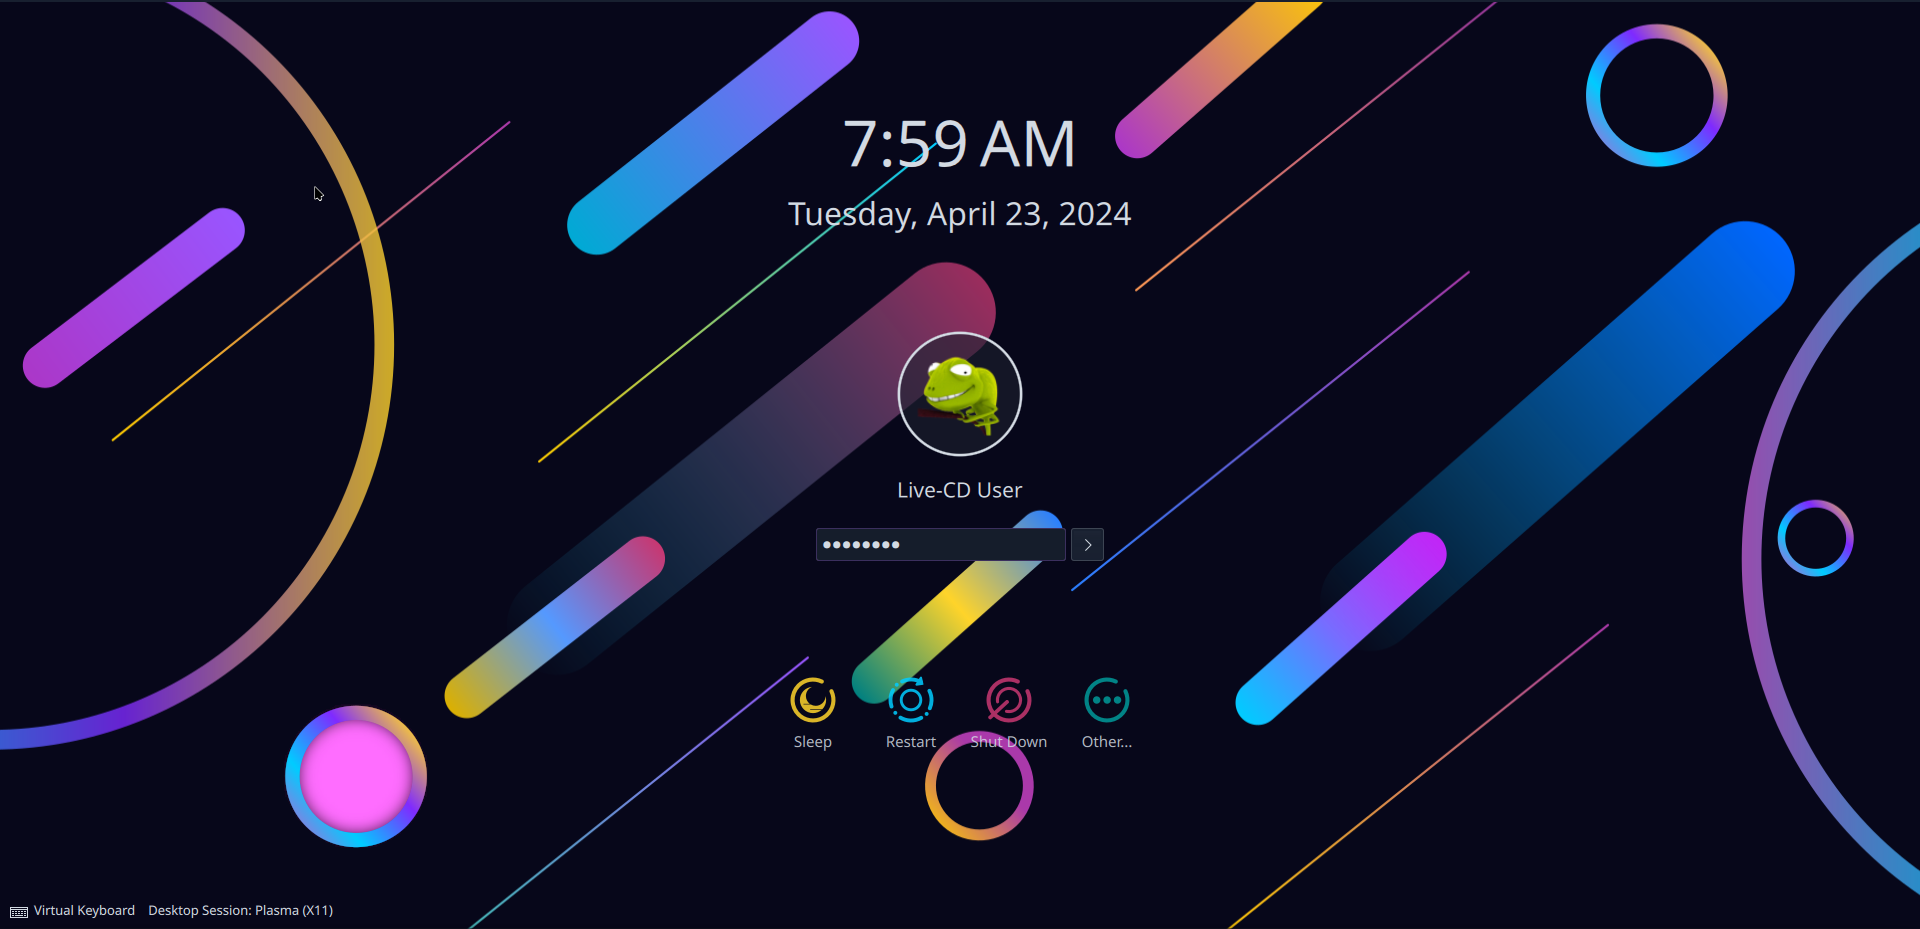 7:59 AM
Tuesday, April 23, 2024
Live-CD User
Sleep
Restart
Shut Down
Other...
Virtual Keyboard
Desktop Session: Plasma (X11)